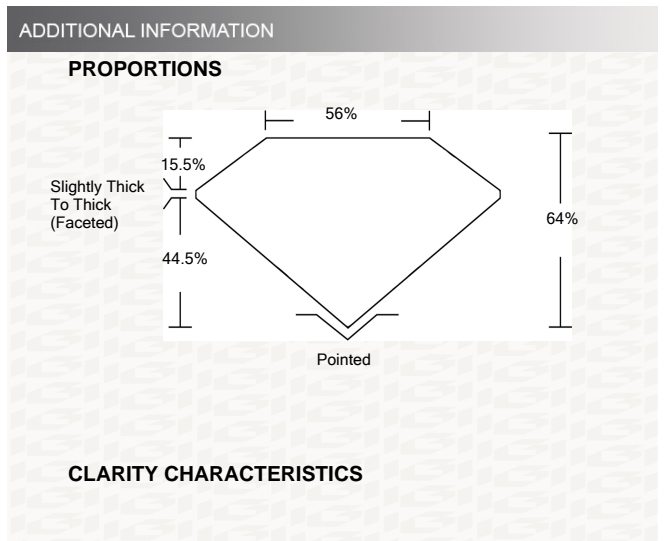 ADDITIONAL INFORMATION
PROPORTIONS
56%
15.5%
Slightly Thick
To Thick
(Faceted)
64%
44.5%
Pointed
CLARITY CHARACTERISTICS